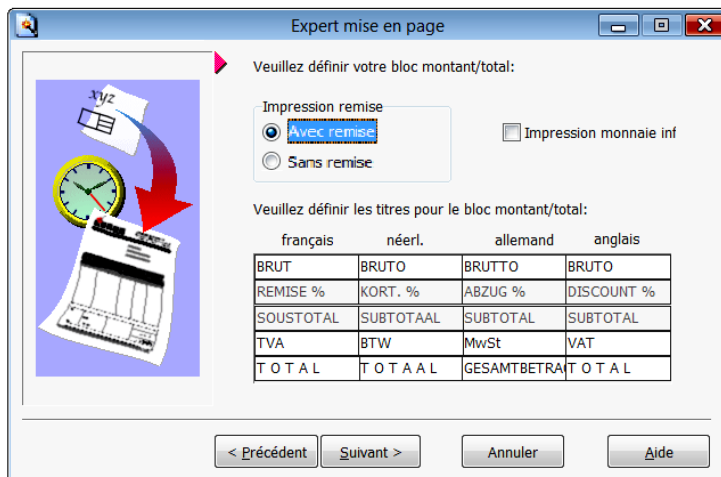 Expert mise en page
xyz
Veuillez définir votre bloc montant/total:
Impression remise
Avec remise
Impression monnaie inf
Sans remise
Veuillez définir les titres pour le bloc montant/total:
français néerl. allemand anglais
BRUT BRUTO BRUTTO BRUTO
REMISE % KORT. % ABZUG % DISCOUNT %
SOUSTOTAL SUBTOTAAL SUBTOTAL SUBTOTAL
TVA BTW MwSt VAT
T O T A L T O T A A L GESAMTBETRA T O T A L
< Précédent Suivant > Annuler Aide